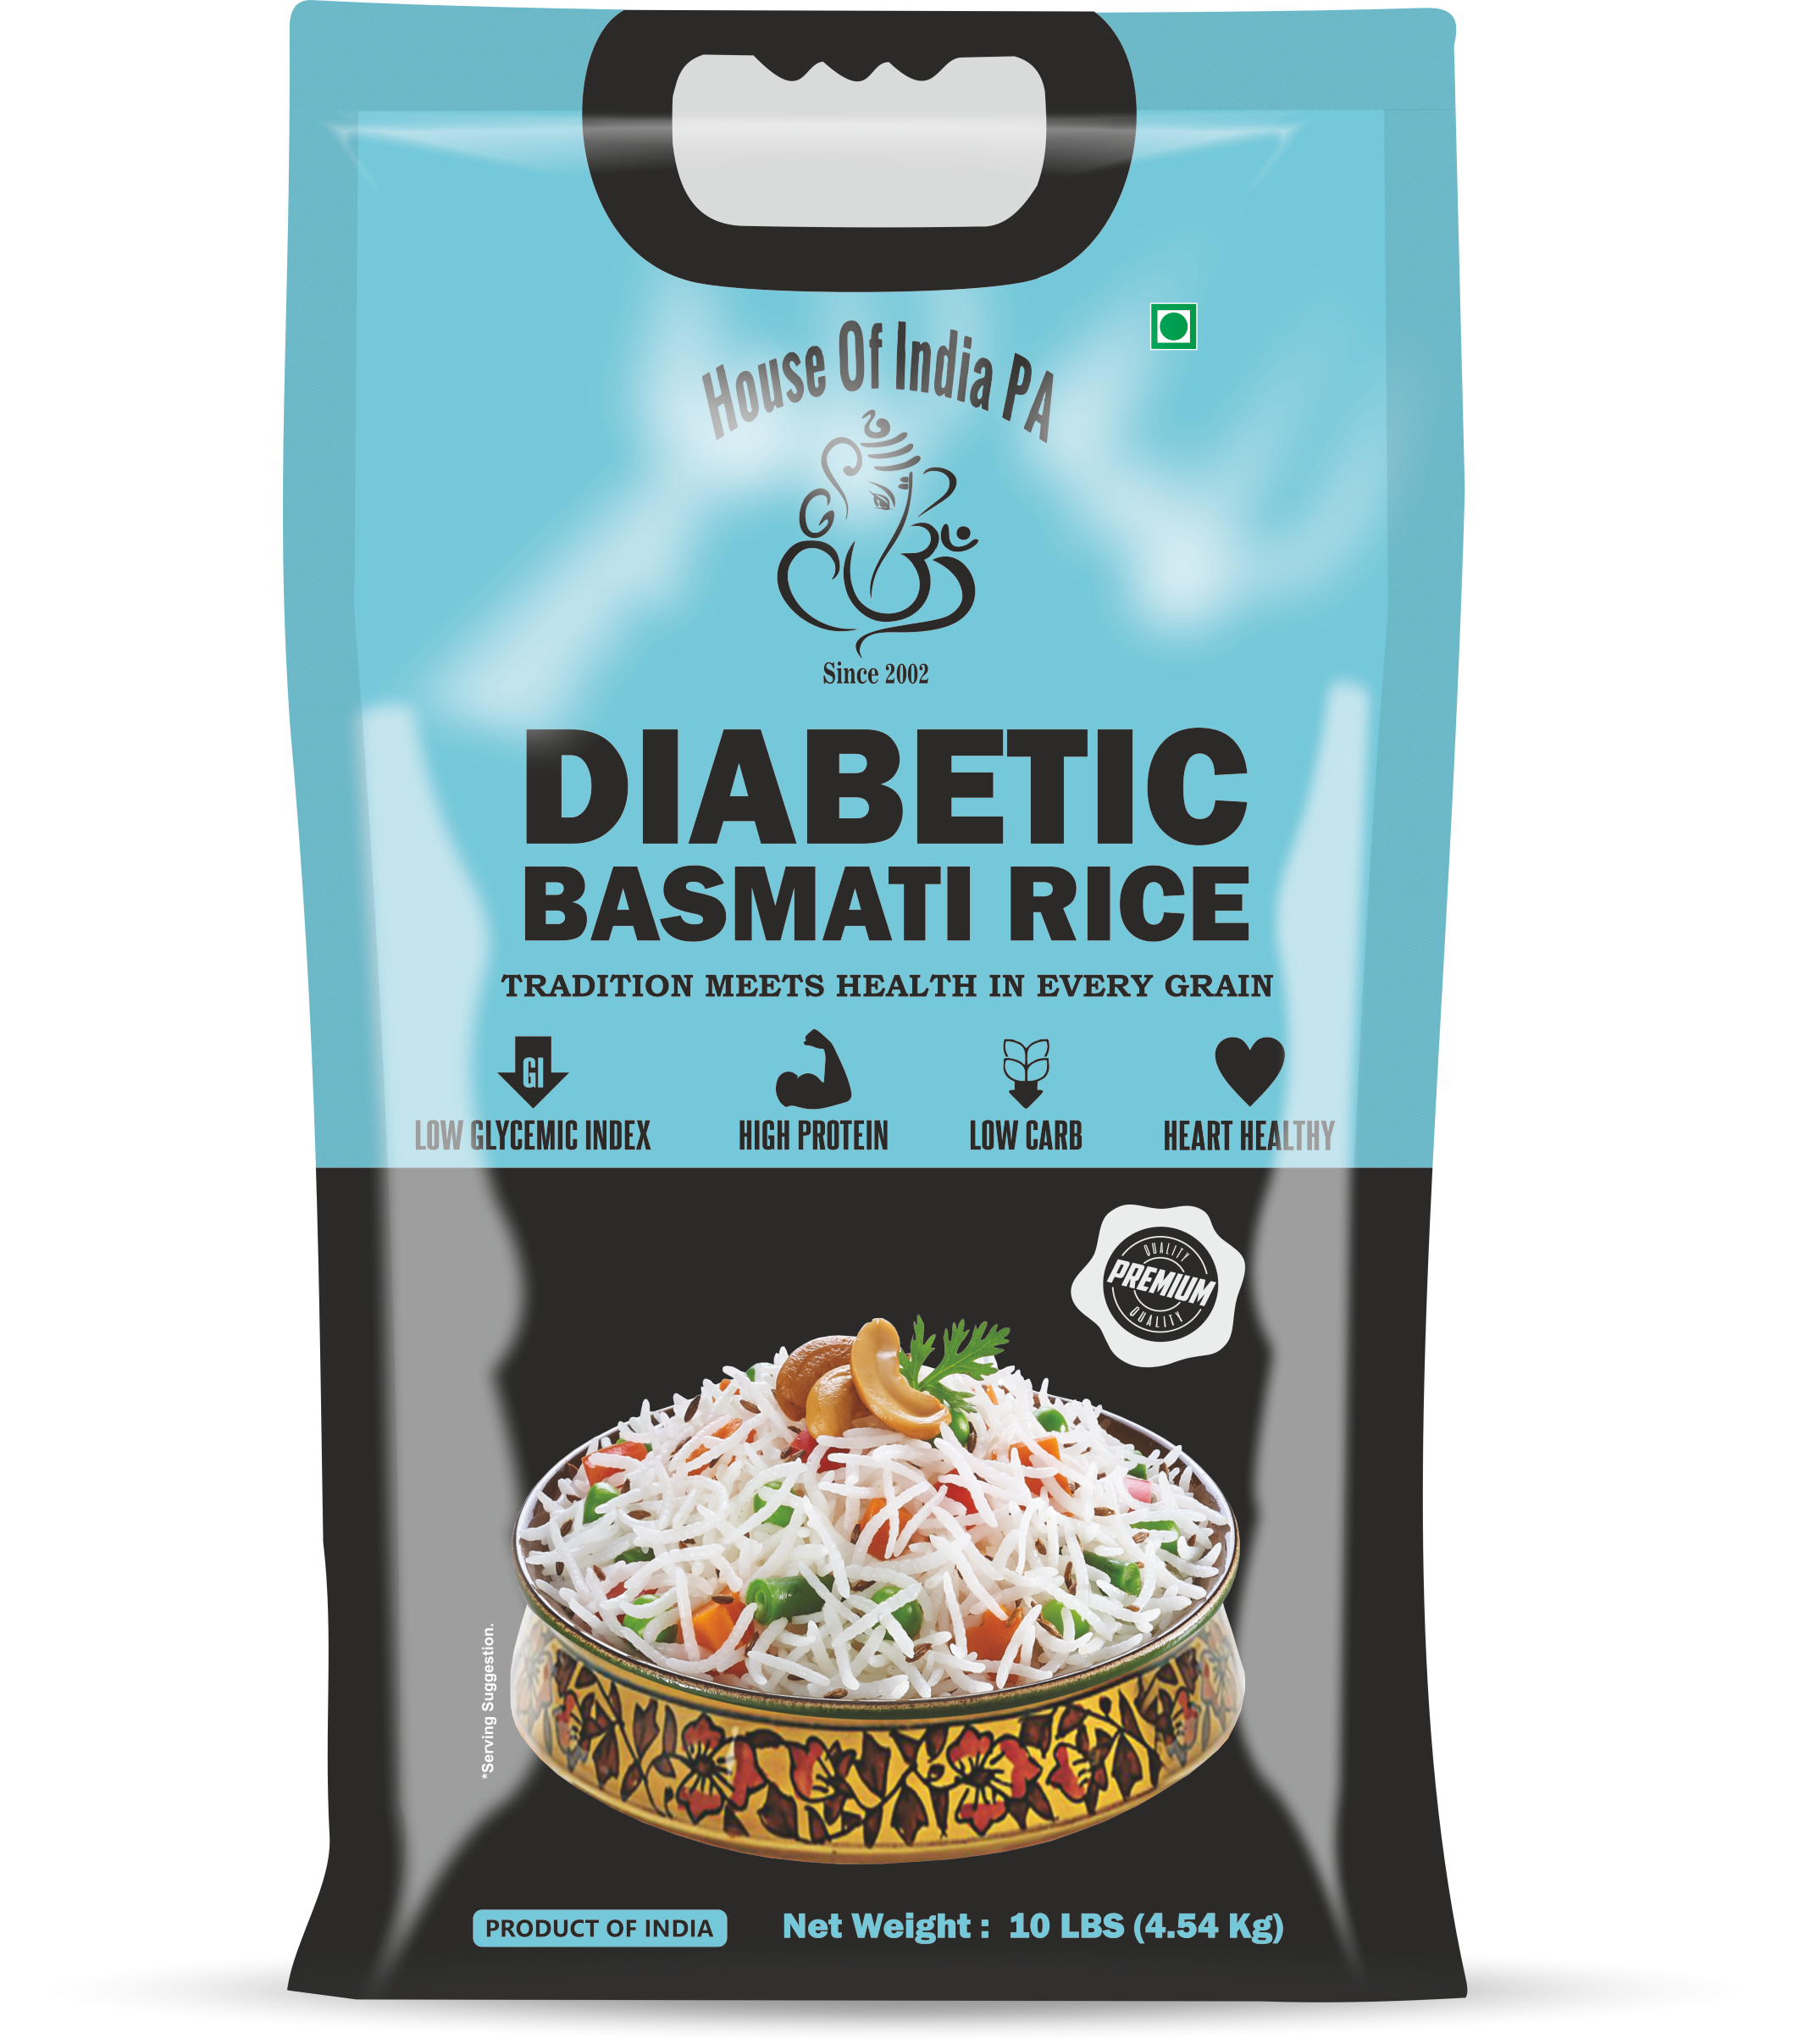 House Of India PA
Since 2002
DIABETIC
BASMATI RICE
TRADITION MEETS HEALTH IN EVERY GRAIN
GI
LOW GLYCEMIC INDEX
HIGH PROTEIN
LOW CARB
HEART HEALTHY
QUALITY
PREMIUM
QUALITY
*Serving Suggestion.
PRODUCT OF INDIA
Net Weight : 10 LBS (4.54 Kg)